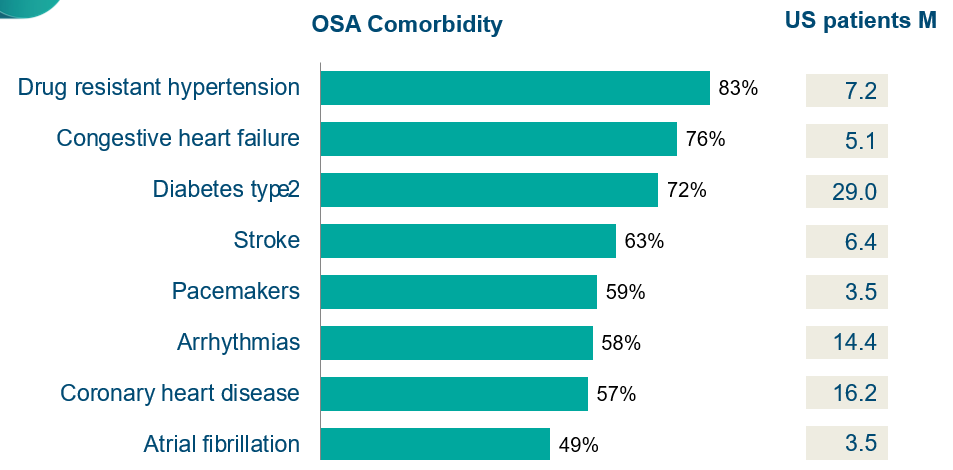 OSA Comorbidity US patients M
Drug resistant hypertension 83% 7.2
Congestive heart failure 76% 5.1
Diabetes type2 72% 29.0
Stroke 63% 6.4
Pacemakers 59% 3.5
Arrhythmias 58% 14.4
Coronary heart disease 57% 16.2
Atrial fibrillation 49% 3.5